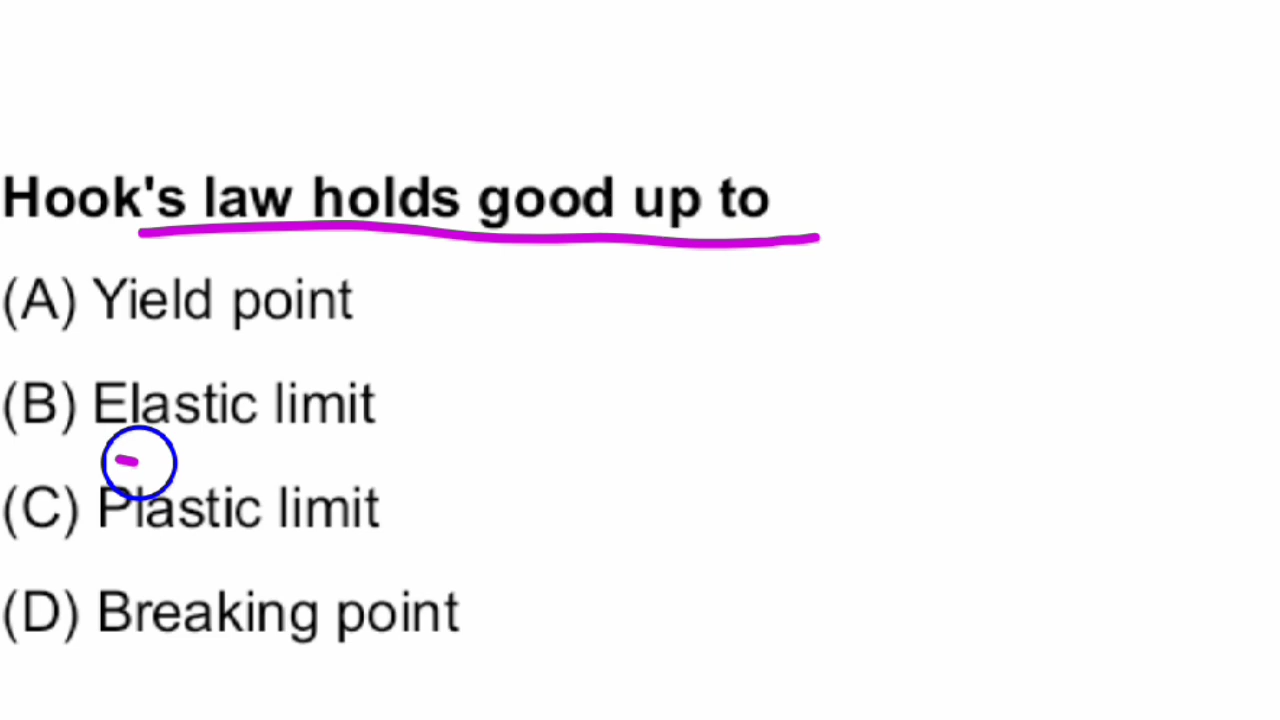 Hook's law holds good up to
(A) Yield point
(B) Elastic limit
(C) Plastic limit
(D) Breaking point